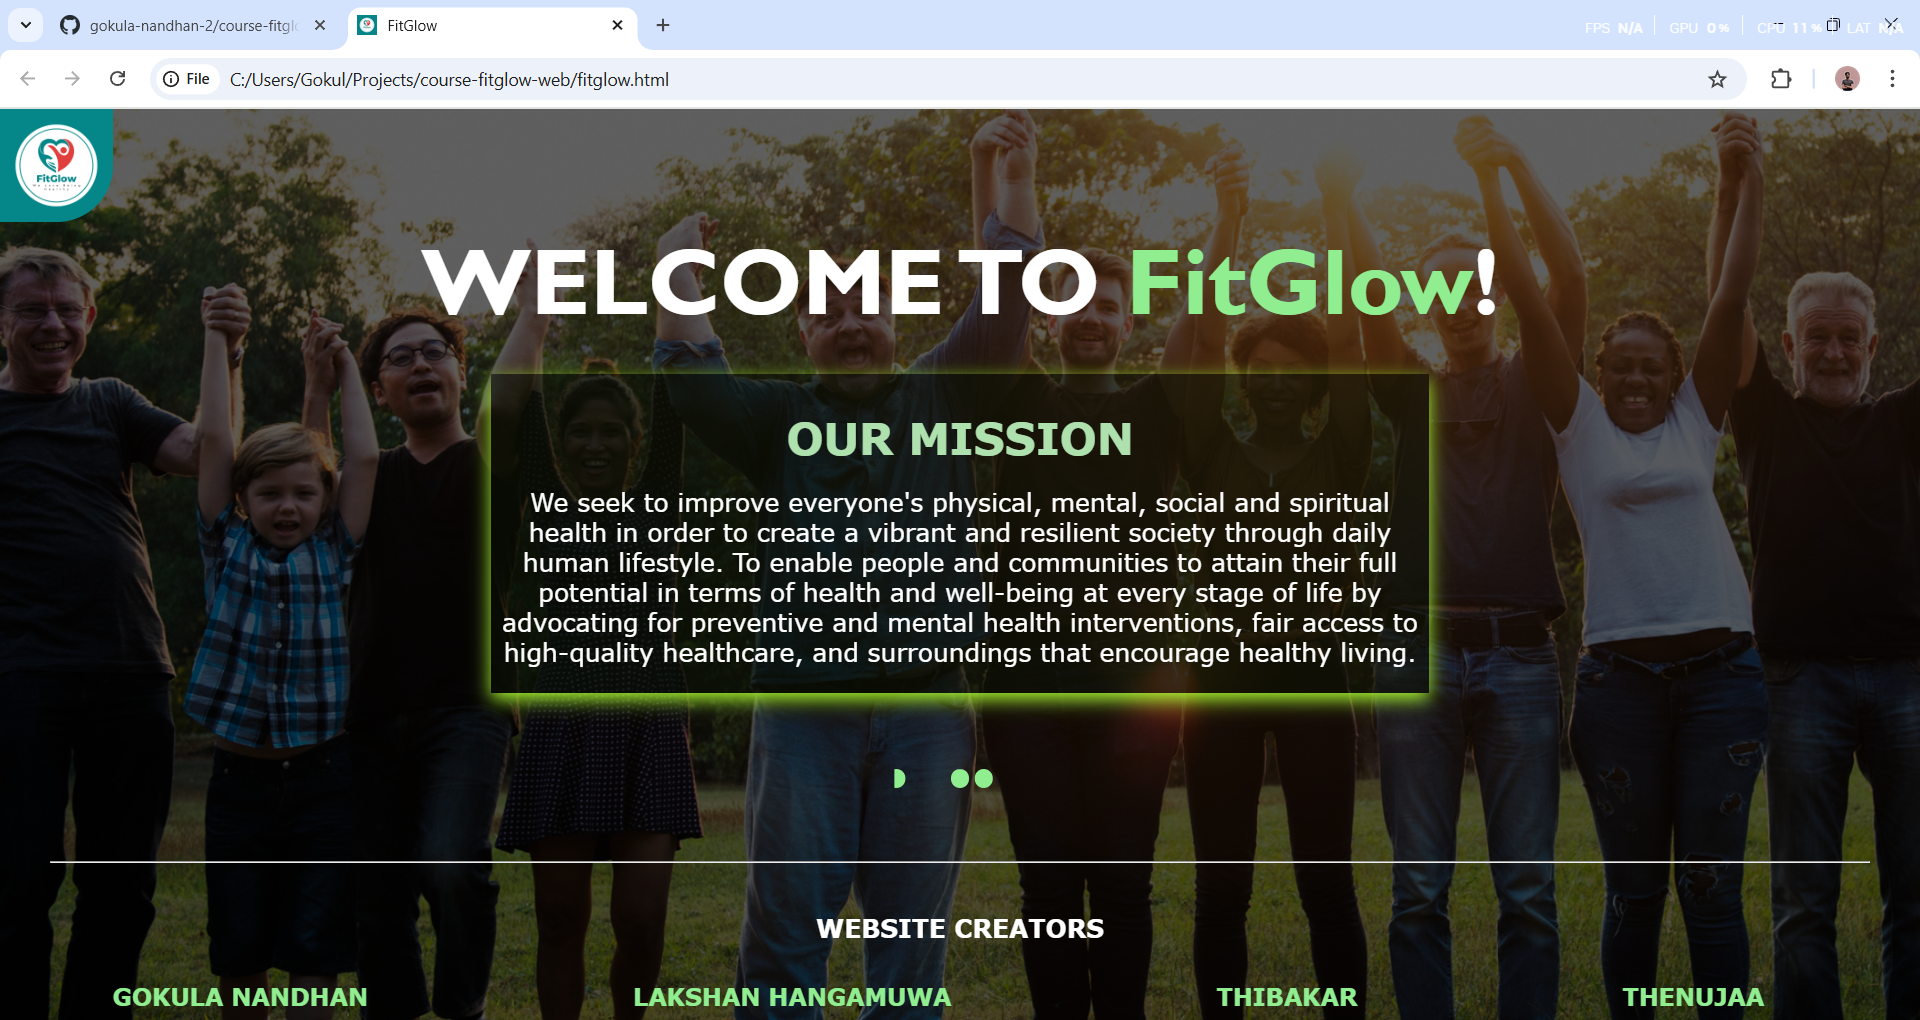 gokula-nandhan-2/course-fitgl
FitGlow
FPS N/A GPU 0% CPU 11% LAT N/A
File C:/Users/Gokul/Projects/course-fitglow-web/fitglow.html
FitGlow
We Love Being
Healthy
WELCOME TO FitGlow!
OUR MISSION
We seek to improve everyone's physical, mental, social and spiritual
health in order to create a vibrant and resilient society through daily
human lifestyle. To enable people and communities to attain their full
potential in terms of health and well-being at every stage of life by
advocating for preventive and mental health interventions, fair access to
high-quality healthcare, and surroundings that encourage healthy living.
WEBSITE CREATORS
GOKULA NANDHAN LAKSHAN HANGAMUWA THIBAKAR THENUJAA